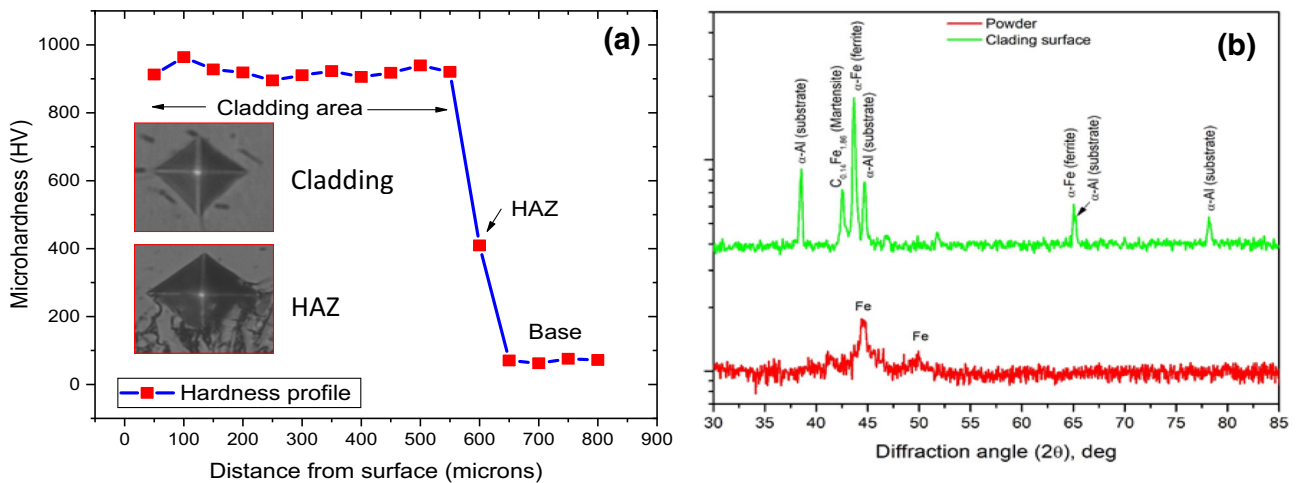 (a)
1000
800
600
400
200
0
Microhardness (HV)
Cladding area
Cladding
HAZ
HAZ
Base
Hardness profile
0 100 200 300 400 500 600 700 800 900
Distance from surface (microns)
(b)
Powder
Clading surface
α-Al (substrate)
C0.14Fe1.86 (Martensite)
α-Fe (ferrite)
α-Al (substrate)
α-Fe (ferrite)
α-Al (substrate)
α-Al (substrate)
Fe
Fe
30 35 40 45 50 55 60 65 70 75 80 85
Diffraction angle (2θ), deg